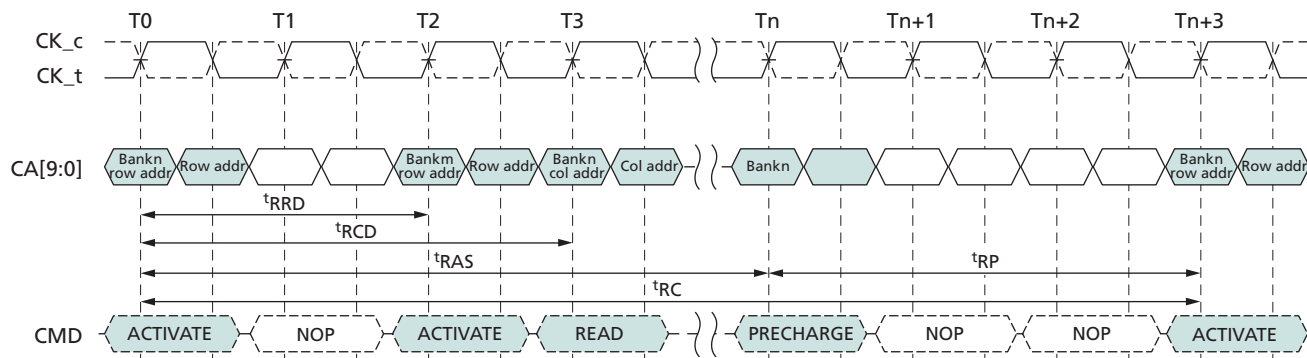 T0 T1 T2 T3 Tn Tn+1 Tn+2 Tn+3
CK_c
CK_t
CA[9:0]
Bankn row addr
Row addr
Bankm row addr
Row addr
Bankn col addr
Col addr
Bankn
Bankn row addr
Row addr
tRRD
tRCD
tRAS
tRP
tRC
CMD ACTIVATE NOP ACTIVATE READ PRECHARGE NOP NOP ACTIVATE